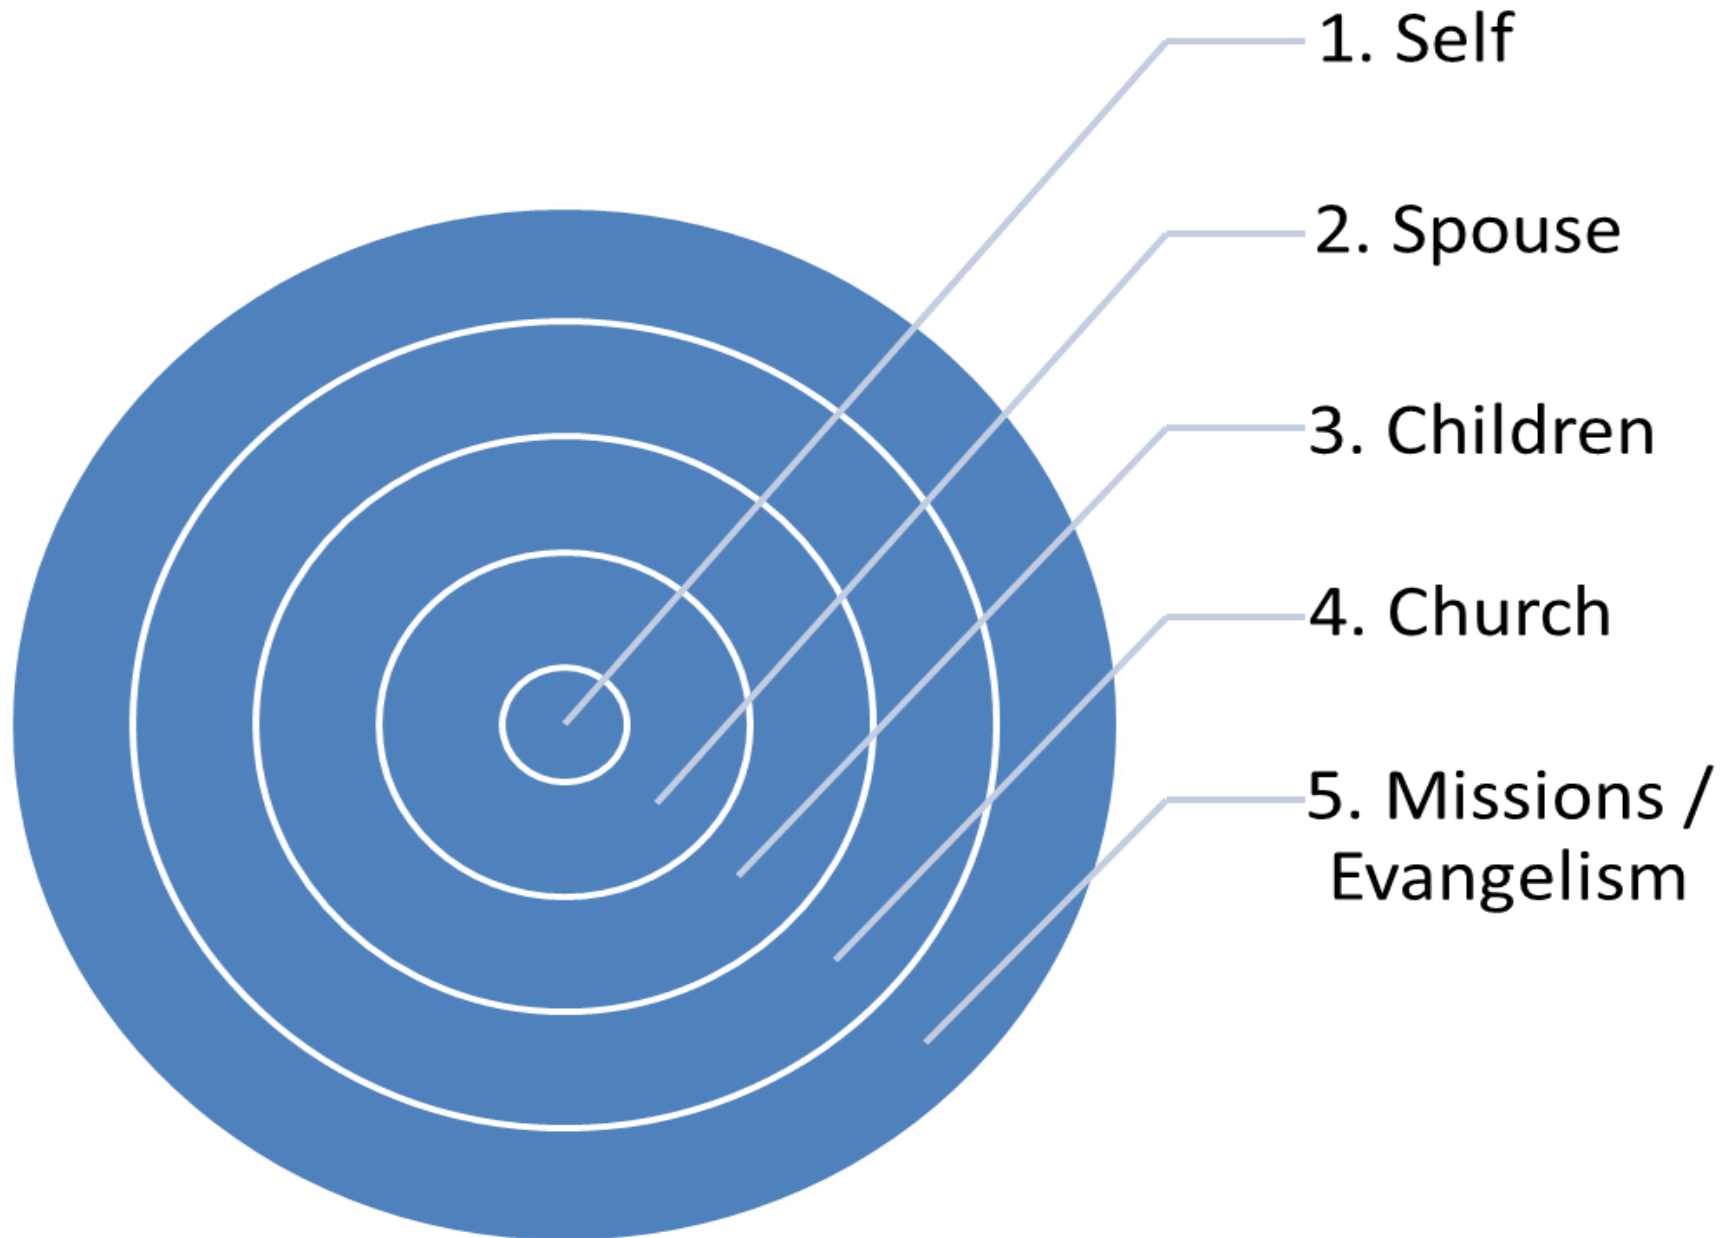 1. Self
2. Spouse
3. Children
4. Church
5. Missions /
Evangelism